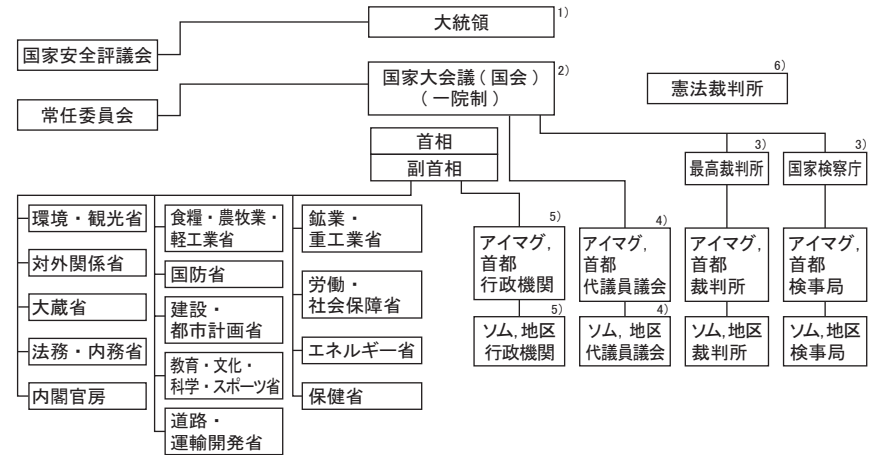 大統領 1)
国家安全評議会
国家大会議(国会) 2)
(一院制)
常任委員会
6)
憲法裁判所
首相
副首相
3)
最高裁判所
3)
国家検察庁
環境・観光省
対外関係省
大蔵省
法務・内務省
内閣官房
食糧・農牧業・
軽工業省
国防省
建設・
都市計画省
教育・文化・
科学・スポーツ省
道路・
運輸開発省
鉱業・
重工業省
労働・
社会保障省
エネルギー省
保健省
5)
アイマグ,
首都
行政機関
5)
ソム,地区
行政機関
4)
アイマグ,
首都
代議員議会
4)
ソム,地区
代議員議会
アイマグ,
首都
裁判所
ソム,地区
裁判所
アイマグ,
首都
検事局
ソム,地区
検事局